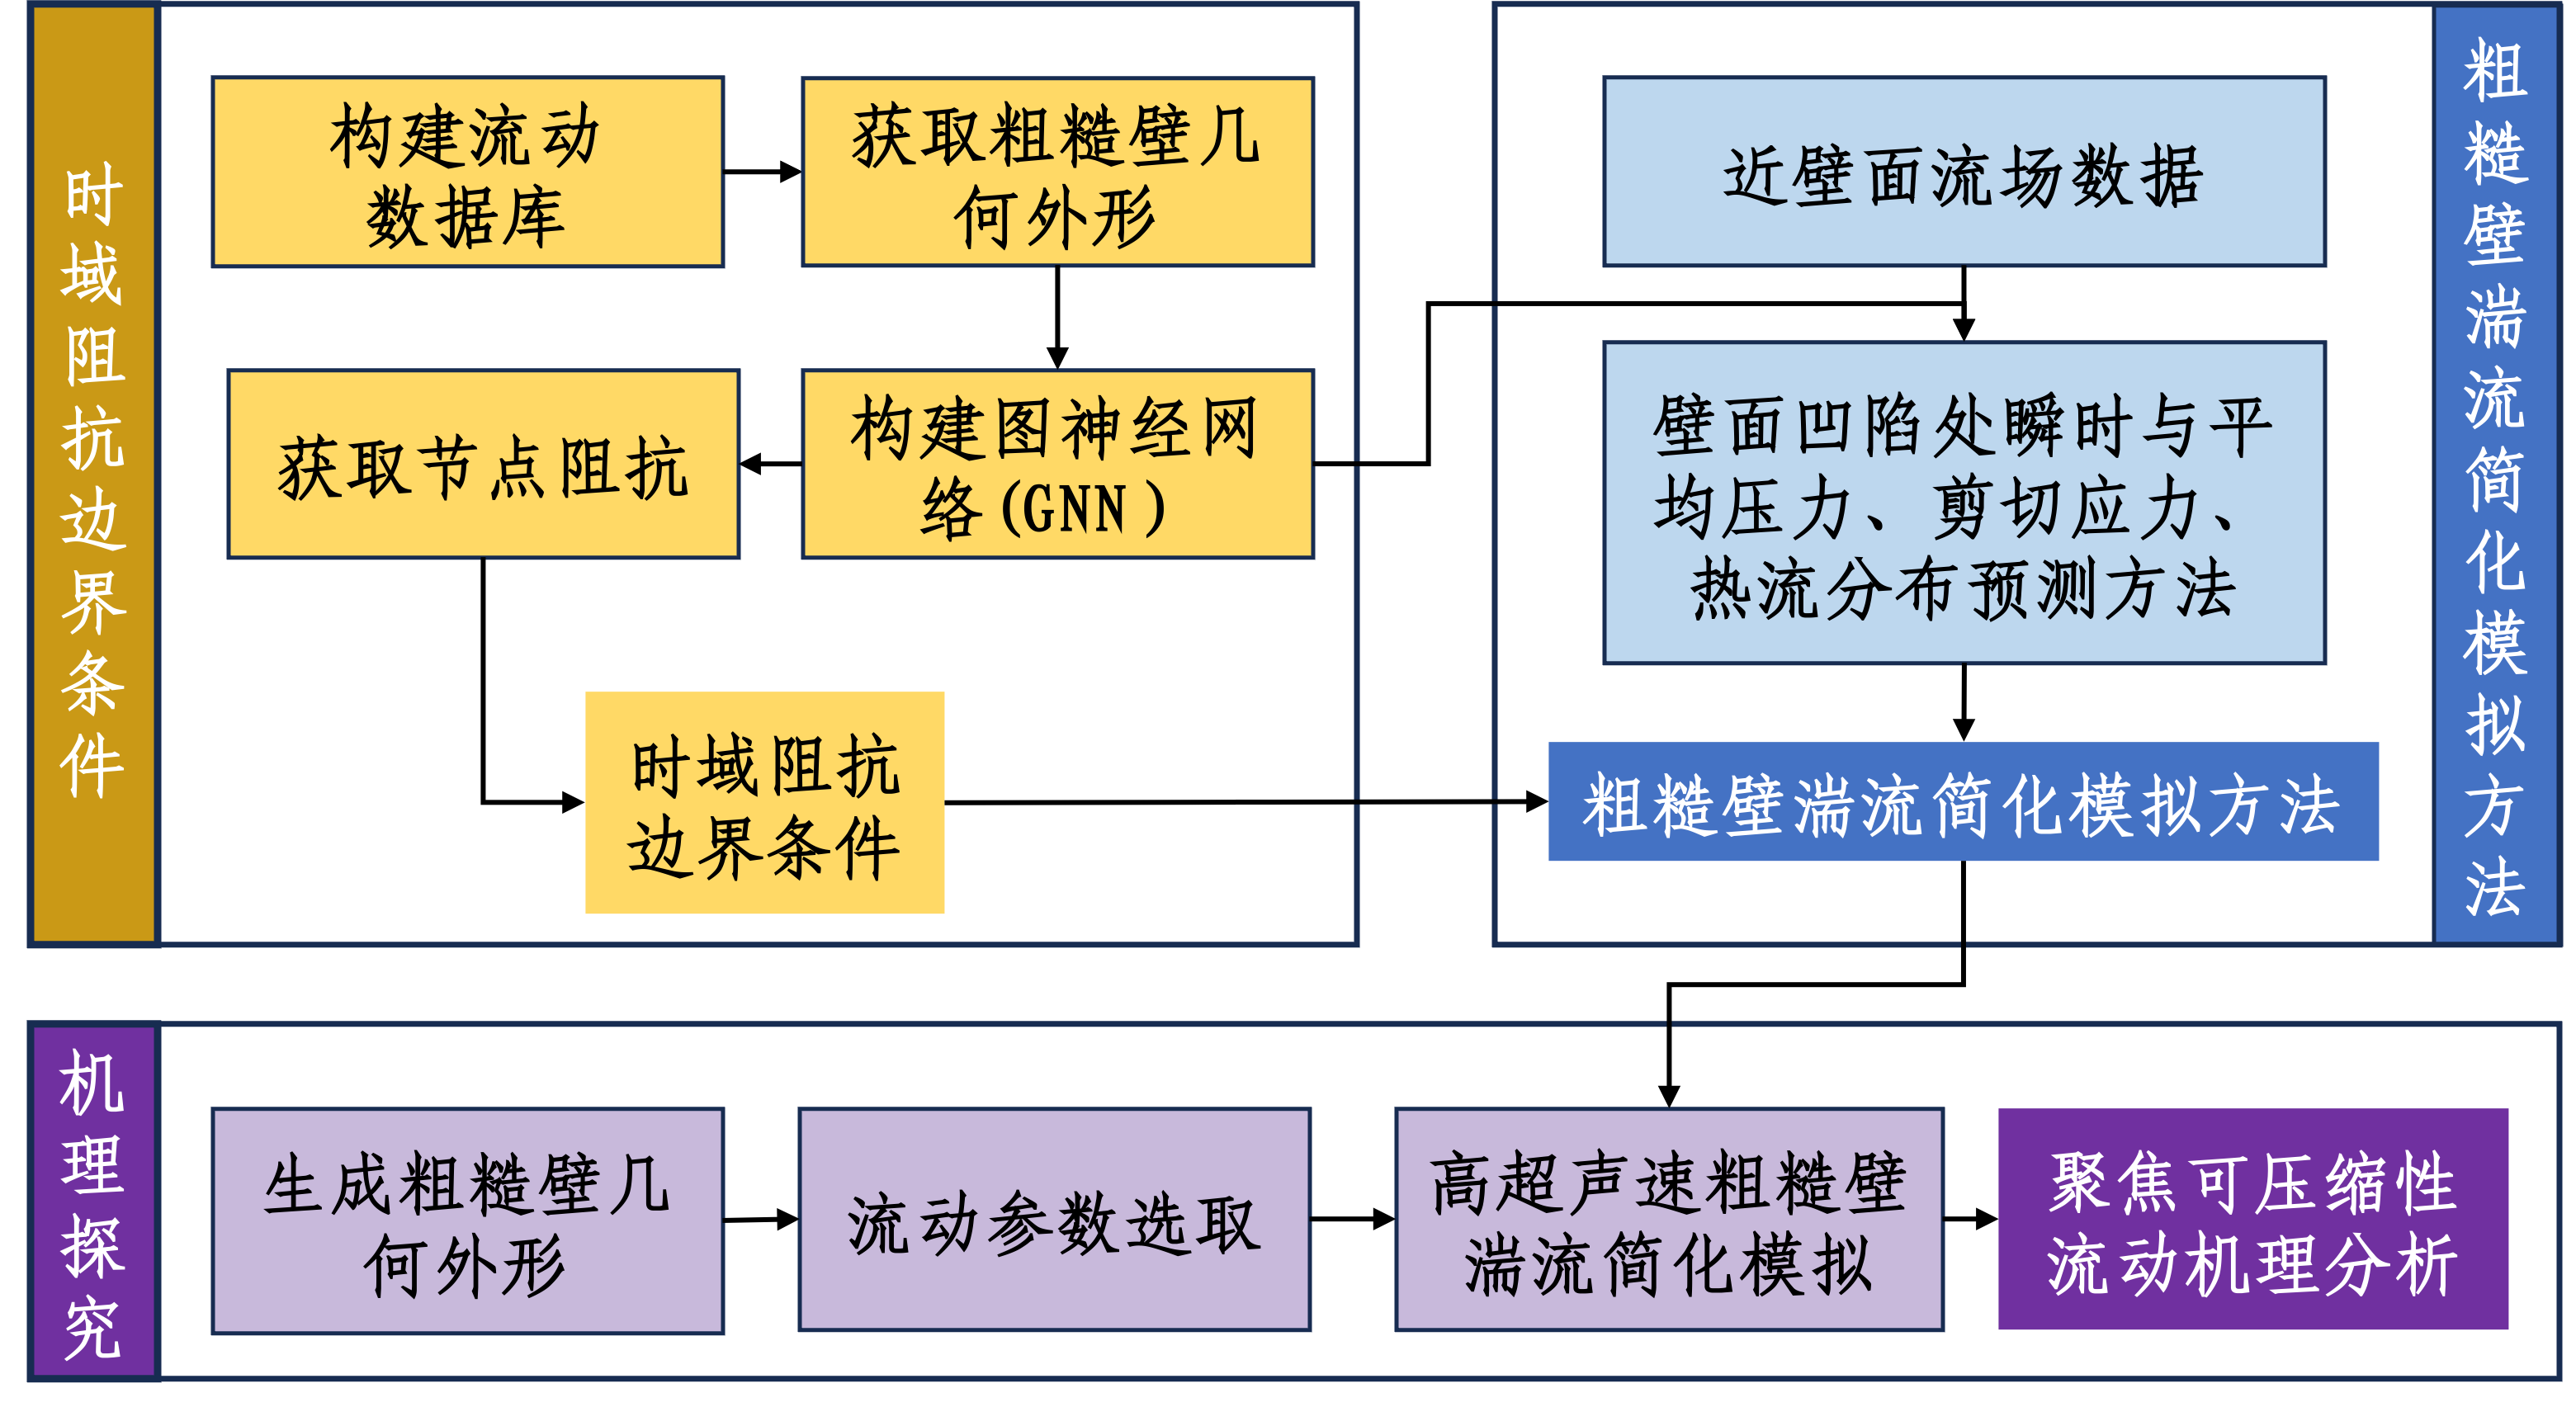 时域阻抗边界条件
构建流动
数据库
获取粗糙壁几
何外形
获取节点阻抗
构建图神经网
络(GNN)
时域阻抗
边界条件
近壁面流场数据
壁面凹陷处瞬时与平
均压力、剪切应力、
热流分布预测方法
粗糙壁湍流简化模拟方法
粗糙壁湍流简化模拟方法
机理探究
生成粗糙壁几
何外形
流动参数选取
高超声速粗糙壁
湍流简化模拟
聚焦可压缩性
流动机理分析